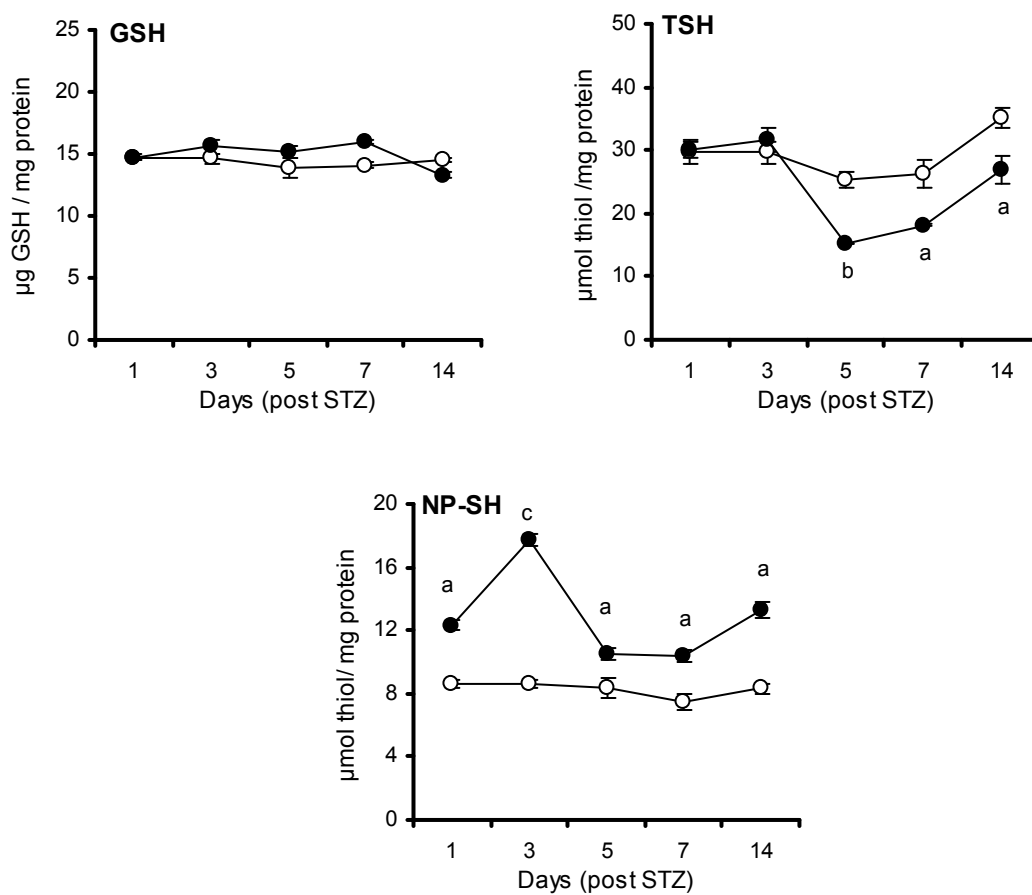 GSH
25
20
15
10
5
0
µg GSH / mg protein
1 3 5 7 14
Days (post STZ)
TSH
50
40
30
20
10
0
µmol thiol /mg protein
b
a
a
1 3 5 7 14
Days (post STZ)
NP-SH
20
16
12
8
4
0
µmol thiol/ mg protein
a
c
a
a
a
1 3 5 7 14
Days (post STZ)